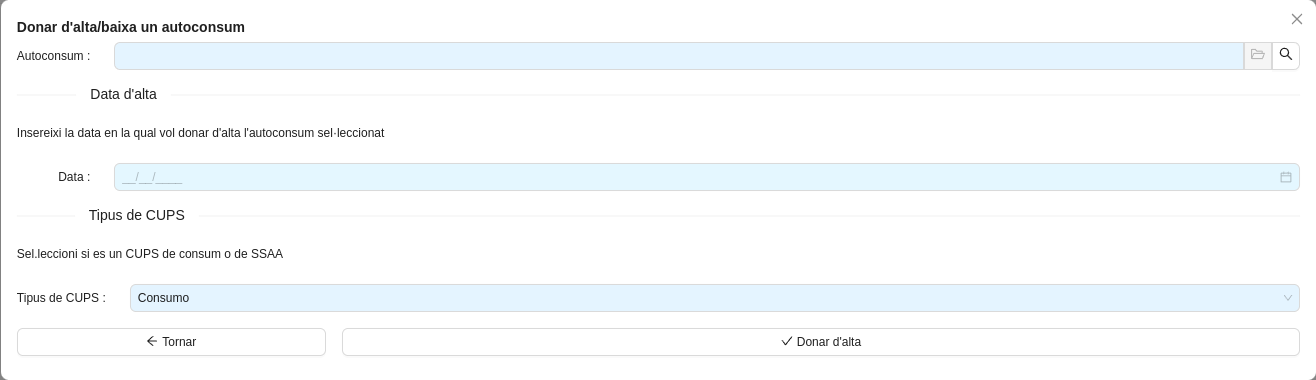 Donar d'alta/baixa un autoconsum
Autoconsum :
Data d'alta
Insereixi la data en la qual vol donar d'alta l'autoconsum sel·leccionat
Data : __/__/____
Tipus de CUPS
Sel.leccioni si es un CUPS de consum o de SSAA
Tipus de CUPS : Consumo
Tornar Donar d'alta